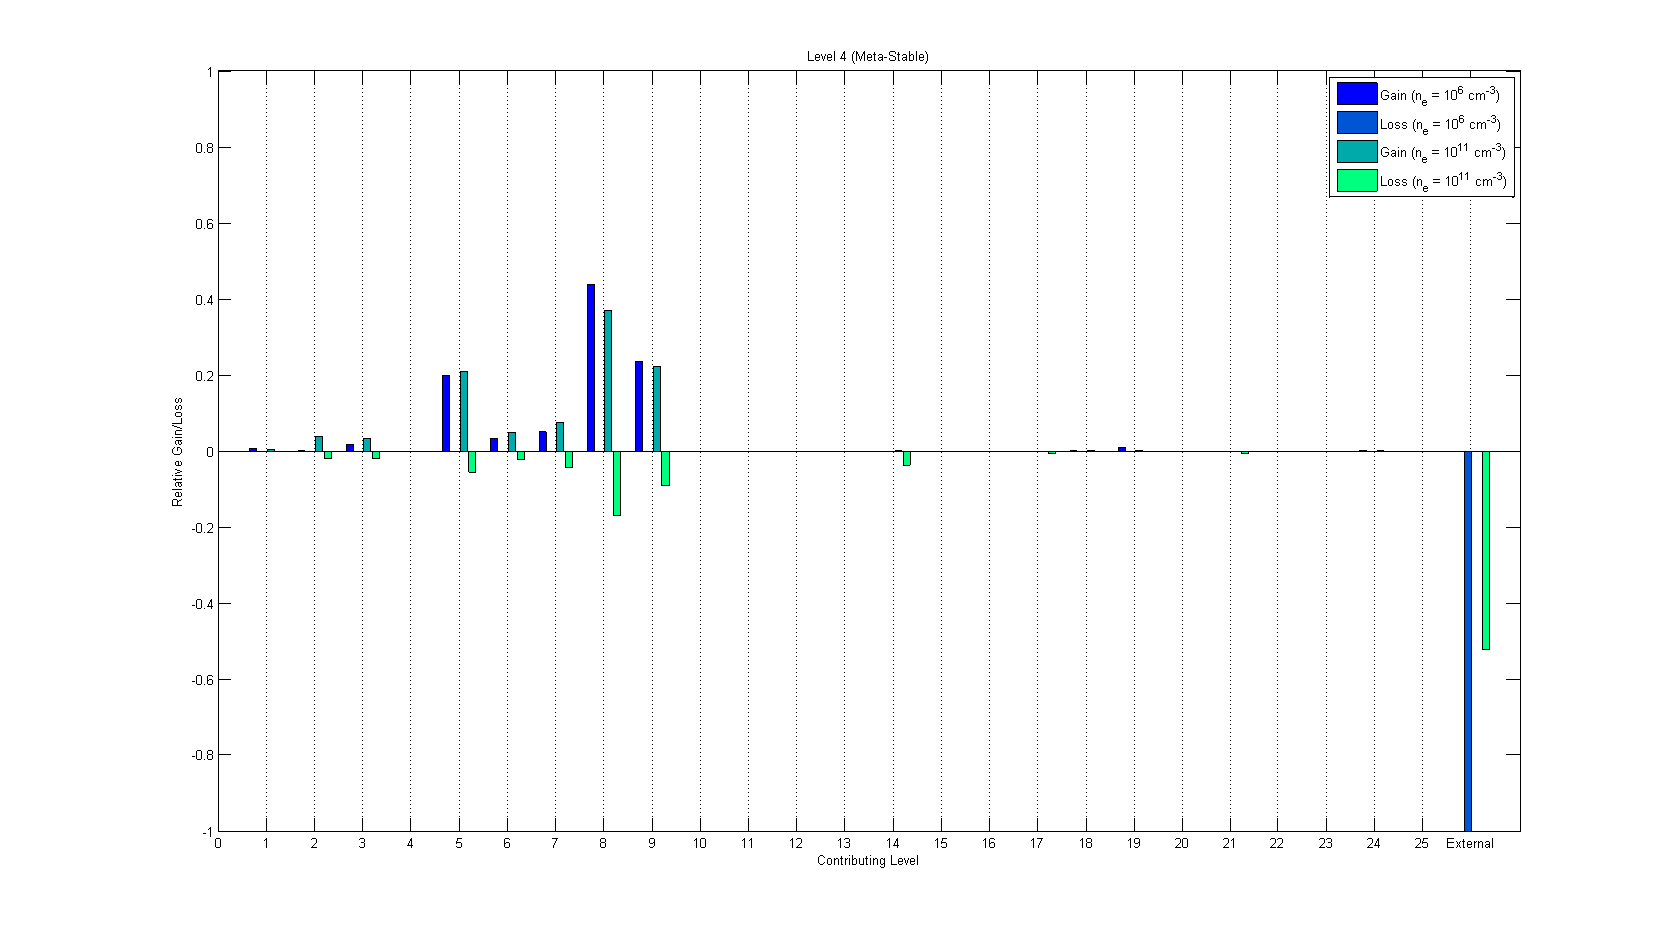 Level 4 (Meta-Stable)
1
0.8
0.6
0.4
0.2
0
-0.2
-0.4
-0.6
-0.8
-1
Relative Gain/Loss
Gain (nₑ = 10⁶ cm⁻³)
Loss (nₑ = 10⁶ cm⁻³)
Gain (nₑ = 10¹¹ cm⁻³)
Loss (nₑ = 10¹¹ cm⁻³)
0 1 2 3 4 5 6 7 8 9 10 11 12 13 14 15 16 17 18 19 20 21 22 23 24 25 External
Contributing Level